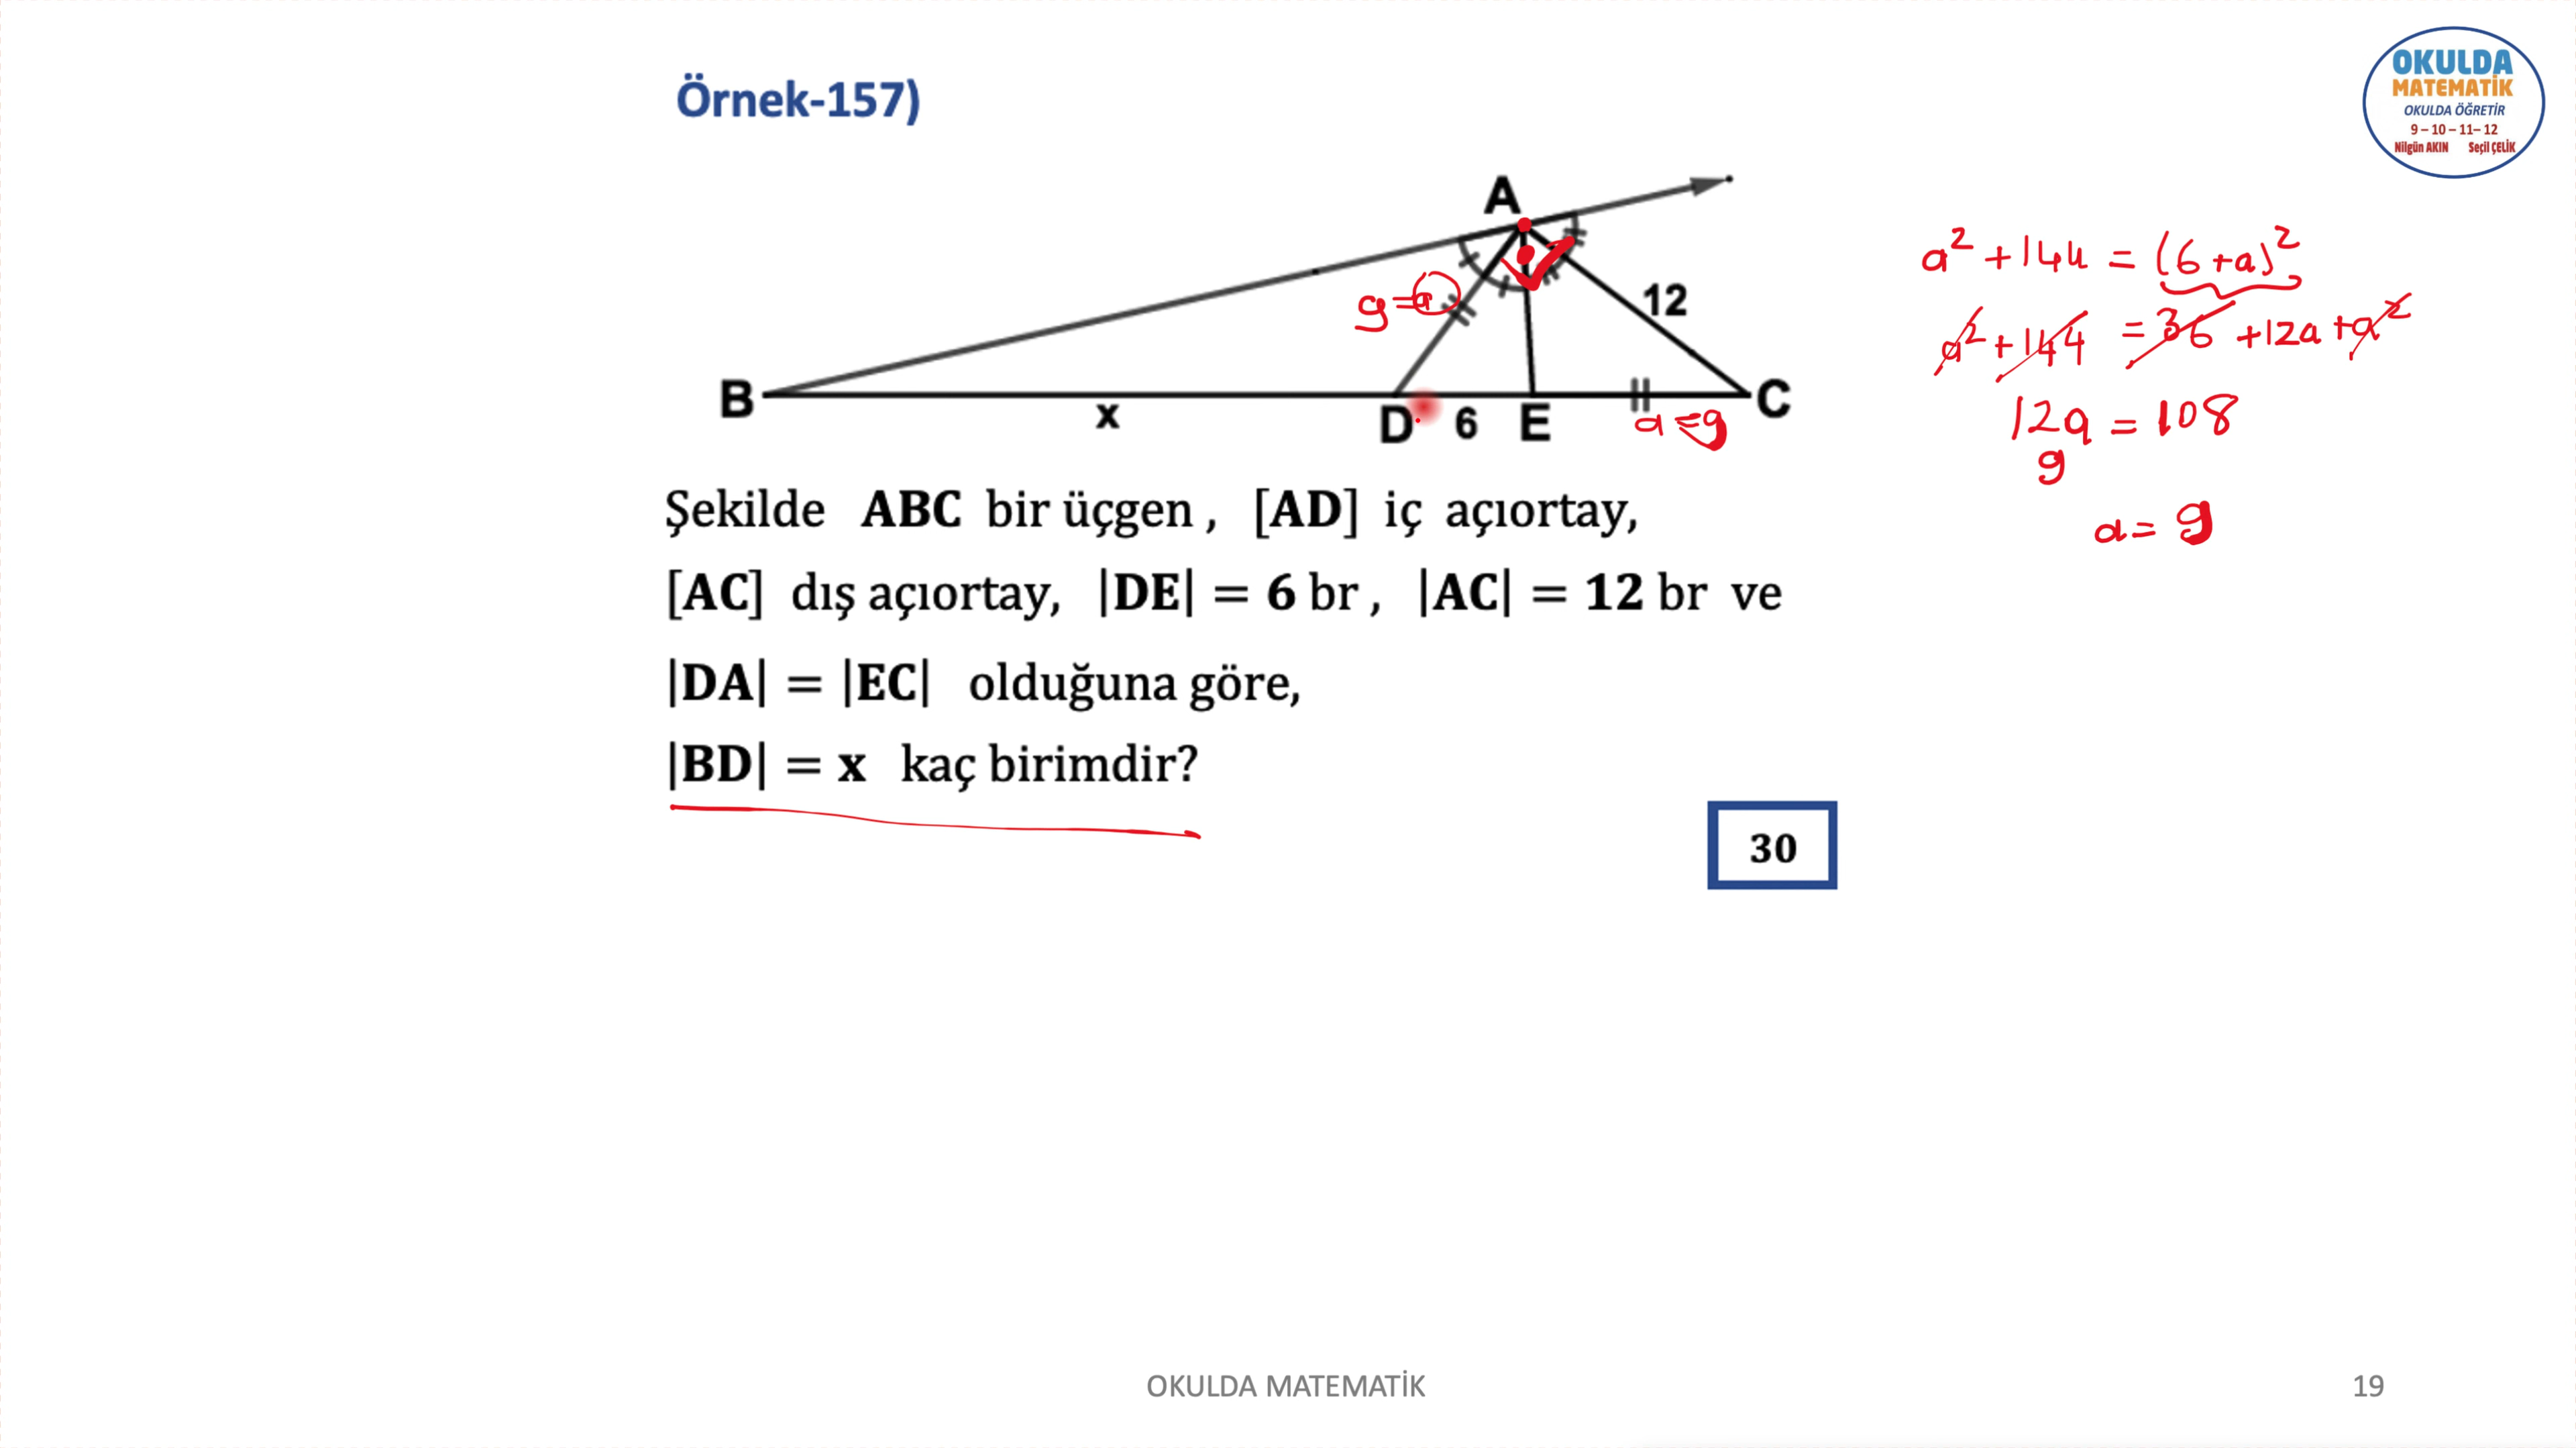 OKULDA
MATEMATİK
OKULDA ÖĞRETİR
9 – 10 – 11– 12
Nilgün AKIN Seçil ÇELİK
Örnek-157)
A
9=a
12
B
x
D
6
E
a=9
C
a²+144 = (6+a)²
a²+144 = 36 +12a+a²
12a = 108
9
a= 9
Şekilde ABC bir üçgen , [AD] iç açıortay,
[AC] dış açıortay, |DE| = 6 br , |AC| = 12 br ve
|DA| = |EC| olduğuna göre,
|BD| = x kaç birimdir?
30
OKULDA MATEMATİK
19